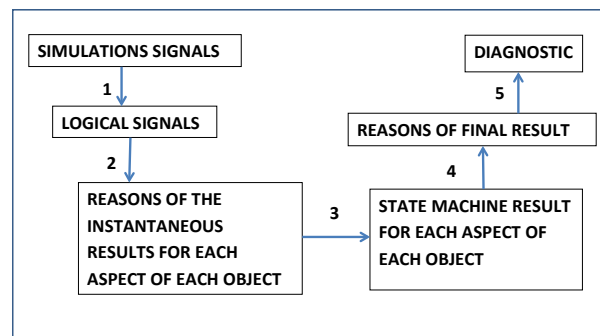 SIMULATIONS SIGNALS
1
LOGICAL SIGNALS
2
REASONS OF THE
INSTANTANEOUS
RESULTS FOR EACH
ASPECT OF EACH OBJECT
3
STATE MACHINE RESULT
FOR EACH ASPECT OF
EACH OBJECT
4
REASONS OF FINAL RESULT
5
DIAGNOSTIC